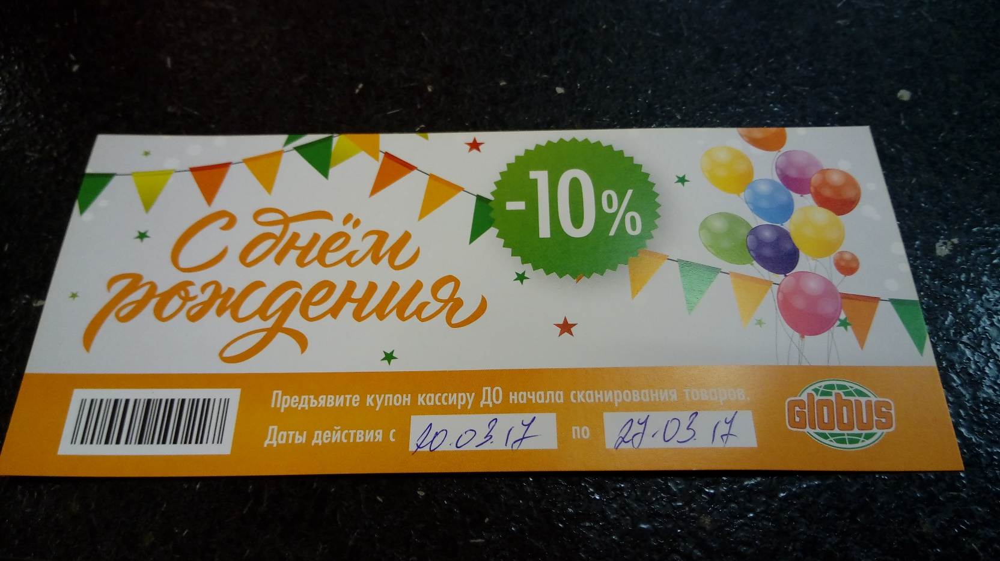 -10%
С днём
рождения
Предъявите купон кассиру ДО начала сканирования товаров.
Даты действия с 20.03.17 по 27.03.17
Globus